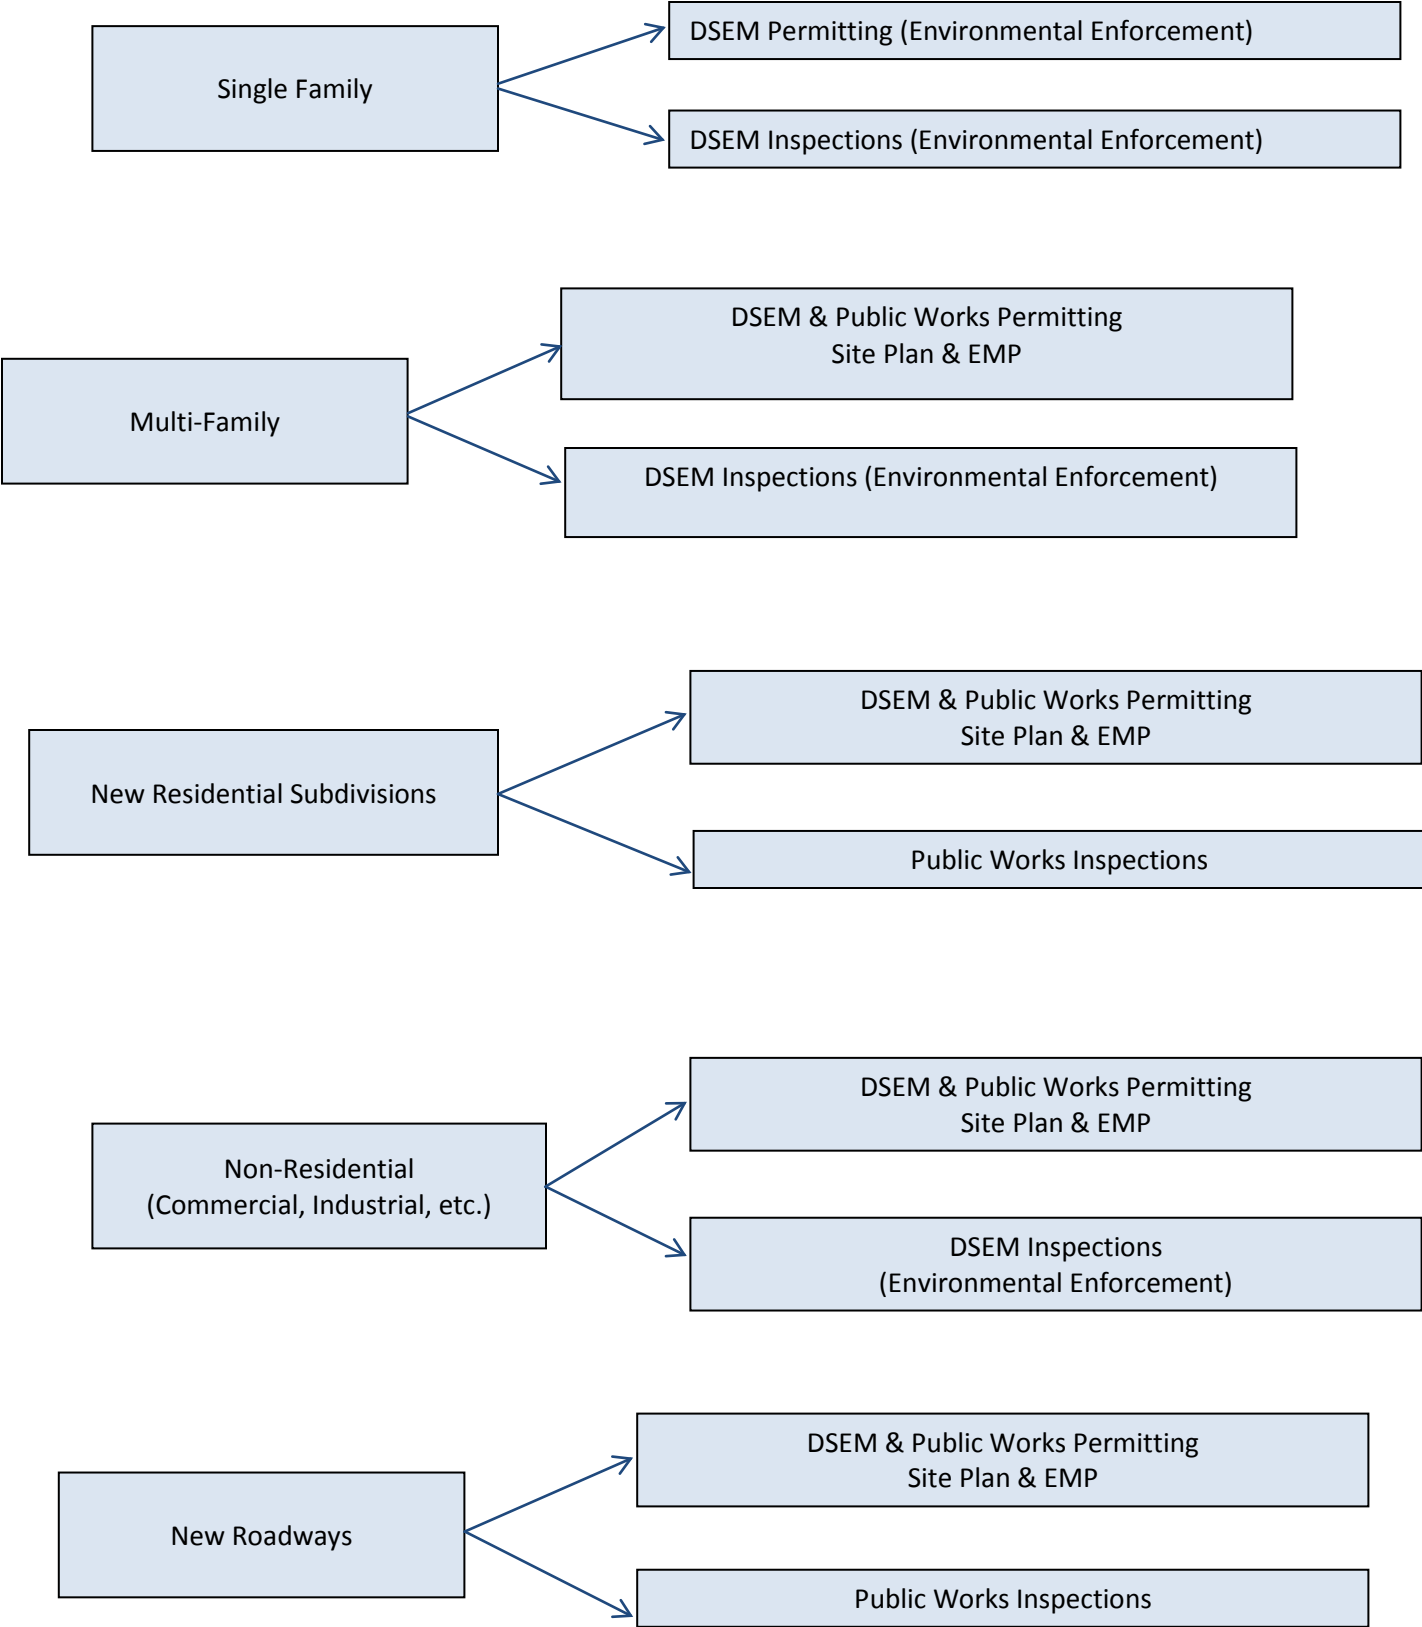 DSEM Permitting (Environmental Enforcement)
Single Family
DSEM Inspections (Environmental Enforcement)
DSEM & Public Works Permitting
Site Plan & EMP
Multi-Family
DSEM Inspections (Environmental Enforcement)
DSEM & Public Works Permitting
Site Plan & EMP
New Residential Subdivisions
Public Works Inspections
DSEM & Public Works Permitting
Site Plan & EMP
Non-Residential
(Commercial, Industrial, etc.)
DSEM Inspections
(Environmental Enforcement)
DSEM & Public Works Permitting
Site Plan & EMP
New Roadways
Public Works Inspections